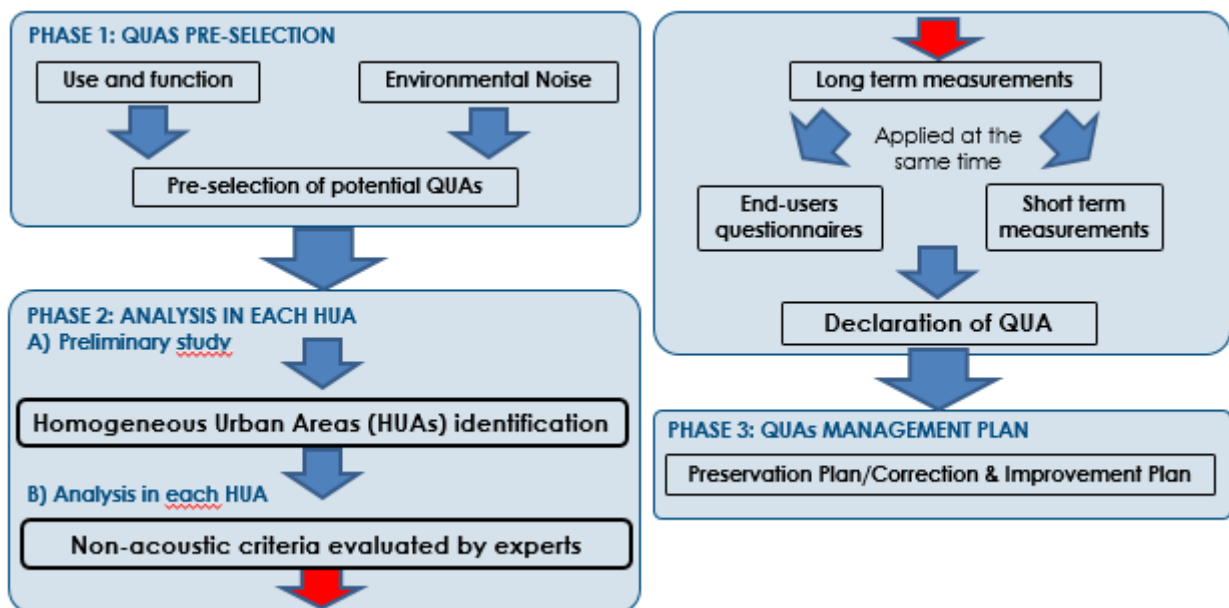 PHASE 1: QUAS PRE-SELECTION
Use and function
Environmental Noise
Pre-selection of potential QUAs
PHASE 2: ANALYSIS IN EACH HUA
A) Preliminary study
Homogeneous Urban Areas (HUAs) identification
B) Analysis in each HUA
Non-acoustic criteria evaluated by experts
Long term measurements
Applied at the
same time
End-users
questionnaires
Short term
measurements
Declaration of QUA
PHASE 3: QUAs MANAGEMENT PLAN
Preservation Plan/Correction & Improvement Plan